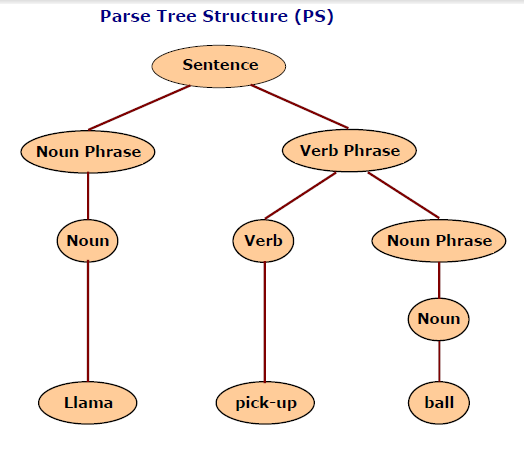 Parse Tree Structure (PS)
Sentence
Noun Phrase
Verb Phrase
Noun
Verb
Noun Phrase
Noun
Llama
pick-up
ball